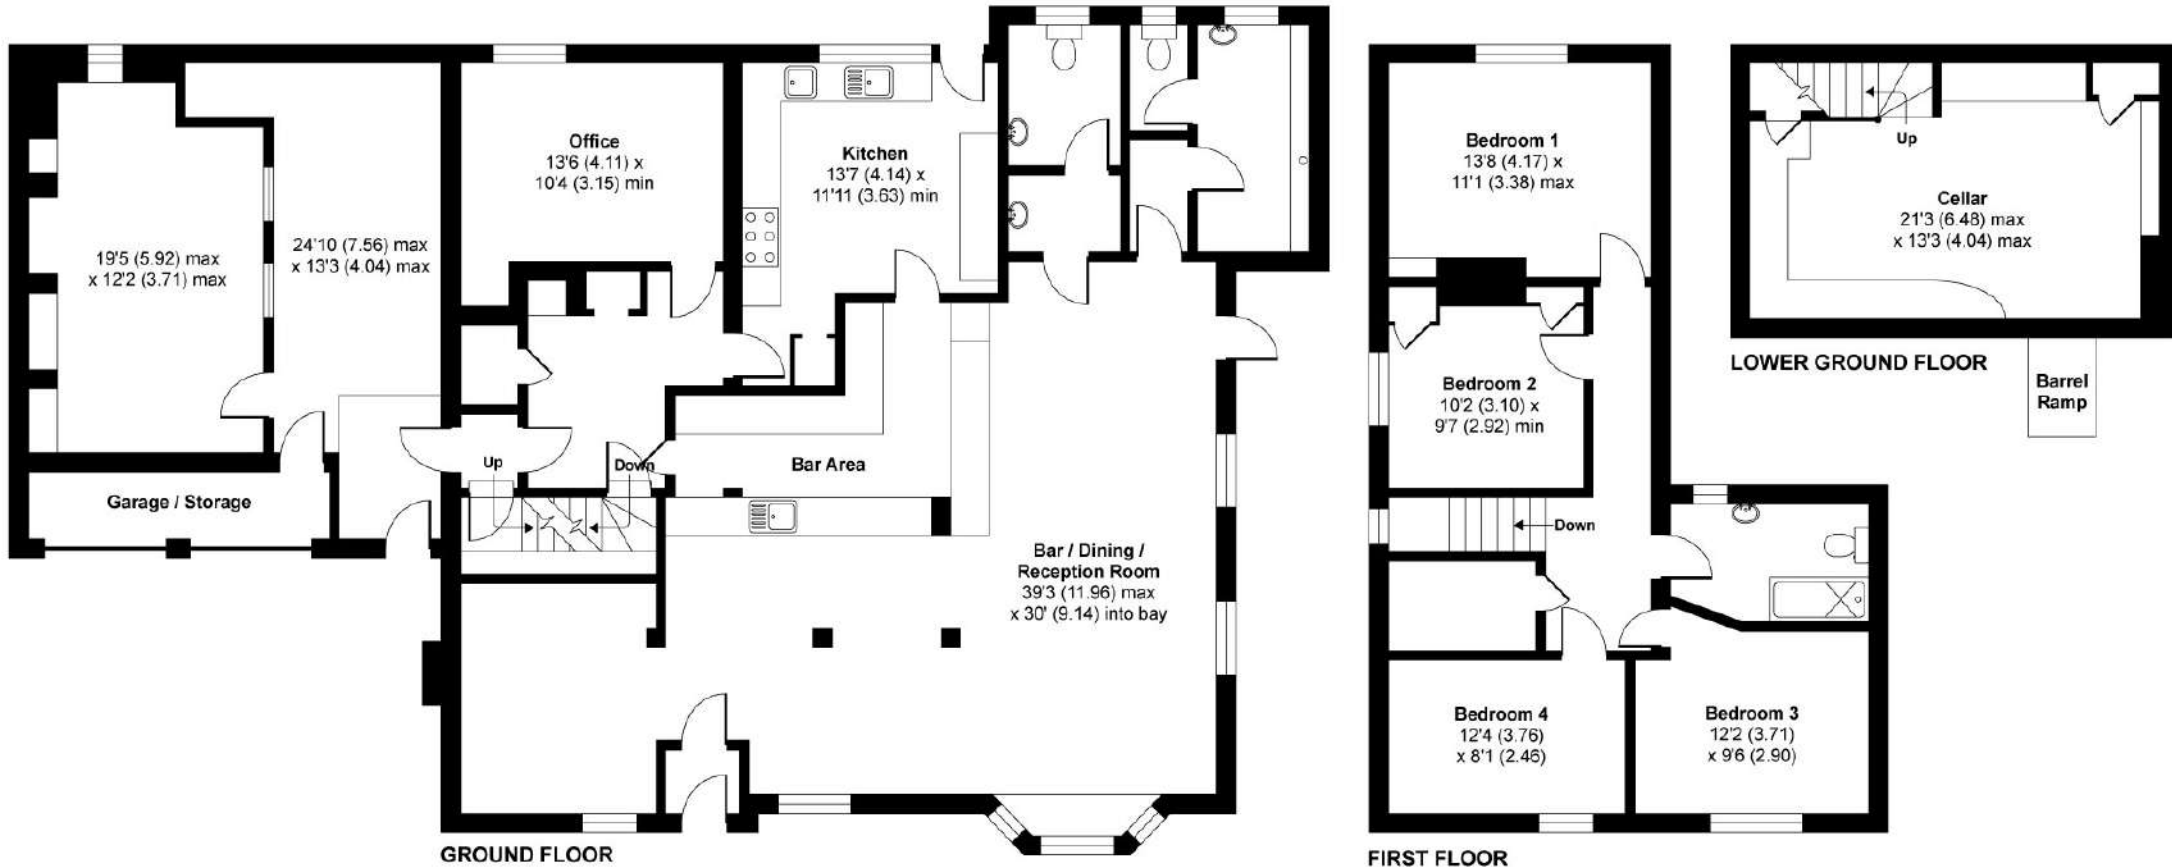 19'5 (5.92) max
x 12'2 (3.71) max
24'10 (7.56) max
x 13'3 (4.04) max
Garage / Storage
Office
13'6 (4.11) x
10'4 (3.15) min
Kitchen
13'7 (4.14) x
11'11 (3.63) min
Up
Down
Bar Area
Bar / Dining /
Reception Room
39'3 (11.96) max
x 30' (9.14) into bay
GROUND FLOOR
Bedroom 1
13'8 (4.17) x
11'1 (3.38) max
Bedroom 2
10'2 (3.10) x
9'7 (2.92) min
Down
Bedroom 4
12'4 (3.76)
x 8'1 (2.46)
Bedroom 3
12'2 (3.71)
x 9'6 (2.90)
FIRST FLOOR
Up
Cellar
21'3 (6.48) max
x 13'3 (4.04) max
LOWER GROUND FLOOR
Barrel
Ramp